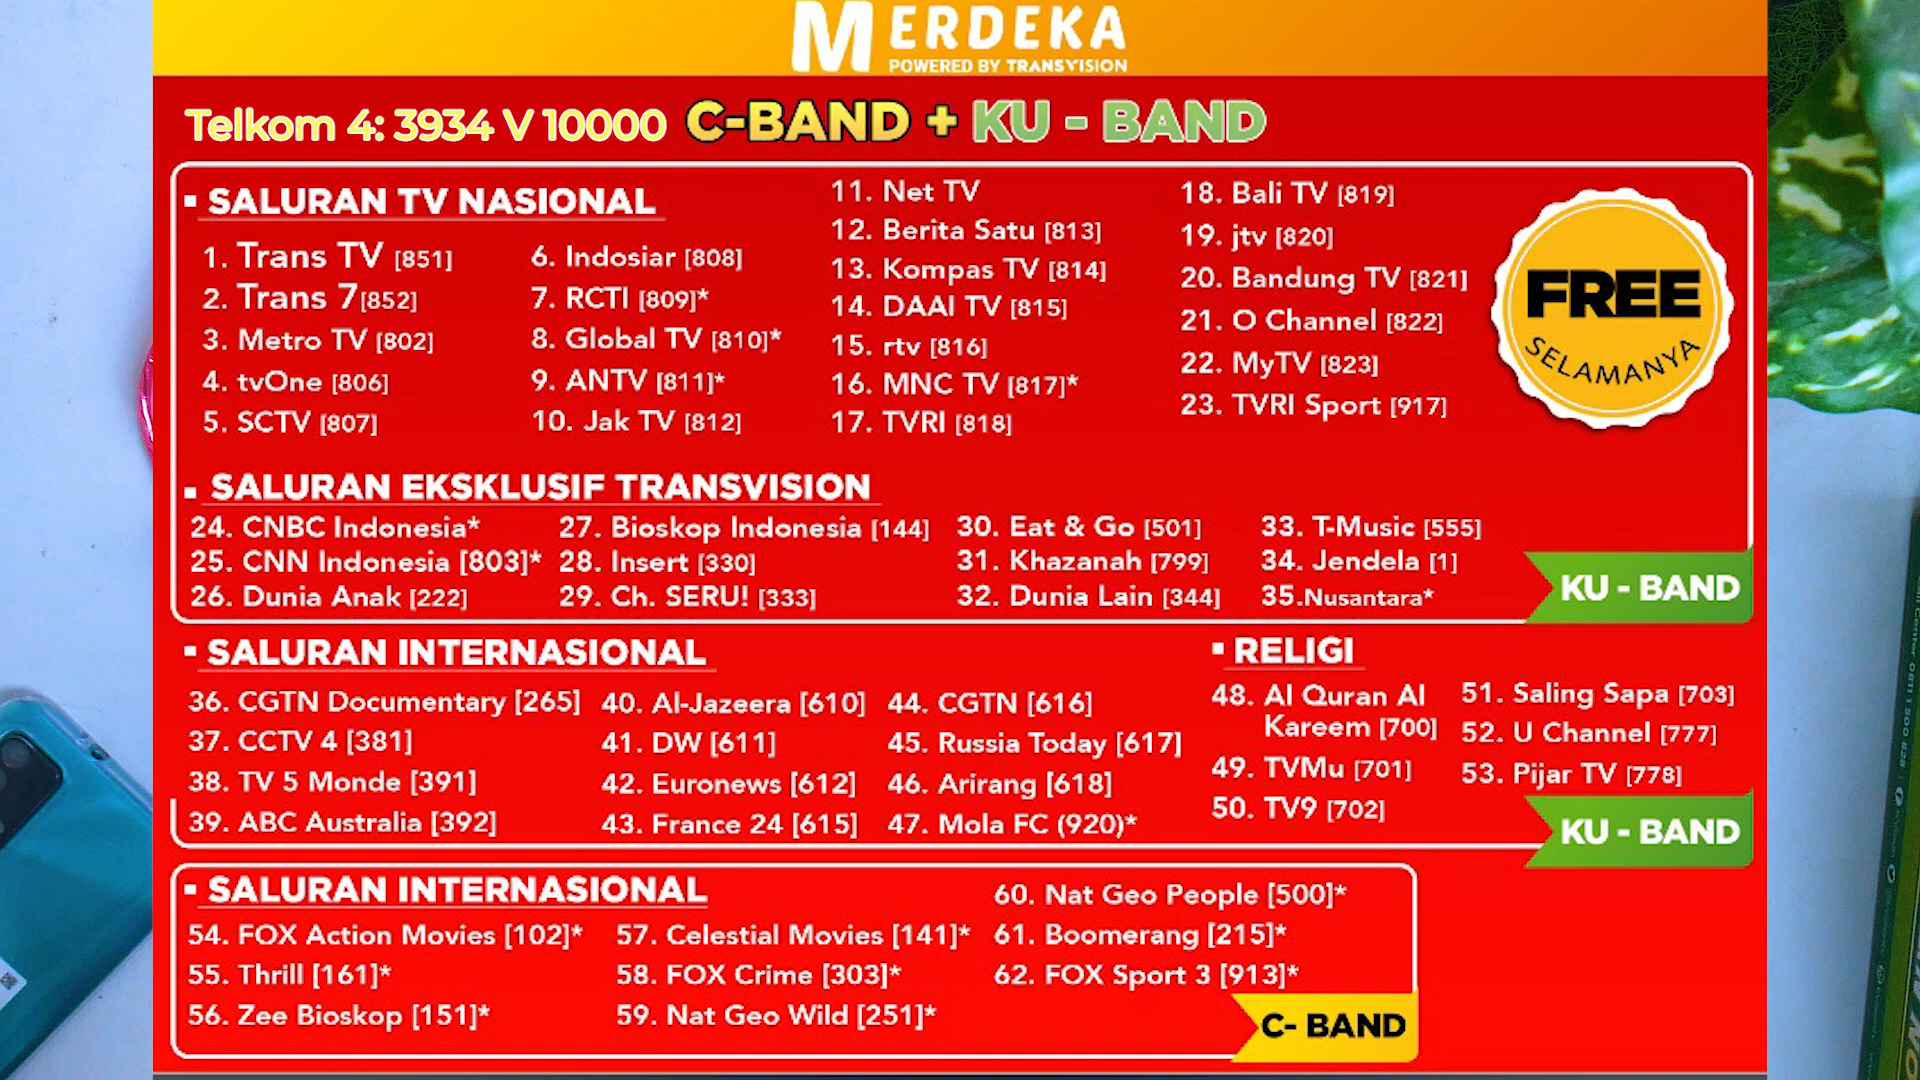 MERDEKA
POWERED BY TRANSVISION
Telkom 4: 3934 V 10000 C-BAND + KU - BAND
SALURAN TV NASIONAL
1. Trans TV [851]
2. Trans 7[852]
3. Metro TV [802]
4. tvOne [806]
5. SCTV [807]
6. Indosiar [808]
7. RCTI [809]*
8. Global TV [810]*
9. ANTV [811]*
10. Jak TV [812]
11. Net TV
12. Berita Satu [813]
13. Kompas TV [814]
14. DAAI TV [815]
15. rtv [816]
16. MNC TV [817]*
17. TVRI [818]
18. Bali TV [819]
19. jtv [820]
20. Bandung TV [821]
21. O Channel [822]
22. MyTV [823]
23. TVRI Sport [917]
FREE
SELAMANYA
SALURAN EKSKLUSIF TRANSVISION
24. CNBC Indonesia*
25. CNN Indonesia [803]*
26. Dunia Anak [222]
27. Bioskop Indonesia [144]
28. Insert [330]
29. Ch. SERU! [333]
30. Eat & Go [501]
31. Khazanah [799]
32. Dunia Lain [344]
33. T-Music [555]
34. Jendela [1]
35.Nusantara*
KU - BAND
SALURAN INTERNASIONAL
36. CGTN Documentary [265]
37. CCTV 4 [381]
38. TV 5 Monde [391]
39. ABC Australia [392]
40. Al-Jazeera [610]
41. DW [611]
42. Euronews [612]
43. France 24 [615]
44. CGTN [616]
45. Russia Today [617]
46. Arirang [618]
47. Mola FC (920)*
RELIGI
48. Al Quran Al
Kareem [700]
49. TVMu [701]
50. TV9 [702]
51. Saling Sapa [703]
52. U Channel [777]
53. Pijar TV [778]
KU - BAND
SALURAN INTERNASIONAL
54. FOX Action Movies [102]*
55. Thrill [161]*
56. Zee Bioskop [151]*
57. Celestial Movies [141]*
58. FOX Crime [303]*
59. Nat Geo Wild [251]*
60. Nat Geo People [500]*
61. Boomerang [215]*
62. FOX Sport 3 [913]*
C- BAND